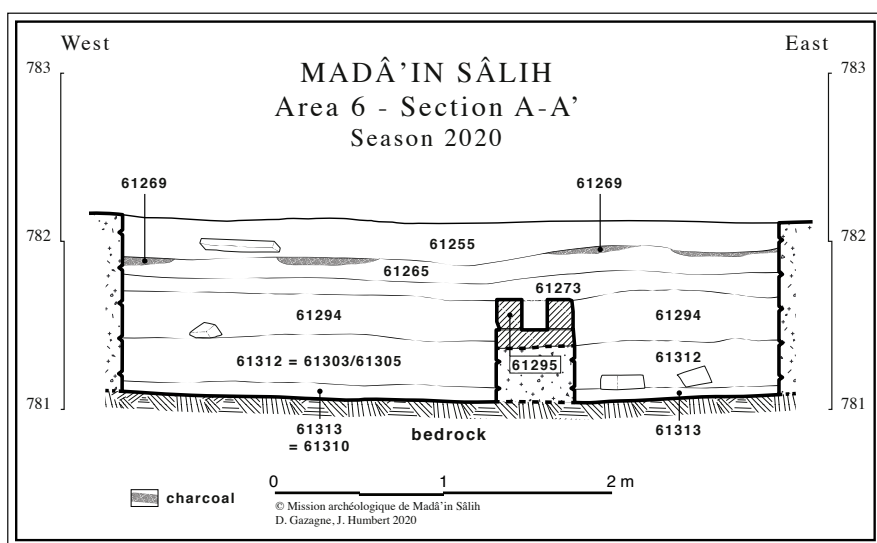 West East
783 783
MADÂ'IN SÂLIH
Area 6 - Section A-A'
Season 2020
61269 61269
782 782
61255
61265
61273
61294 61294
61312 = 61303/61305 61295 61312
781 781
61313 61313
= 61310
bedrock
charcoal
0 1 2 m
© Mission archéologique de Madâ'in Sâlih
D. Gazagne, J. Humbert 2020